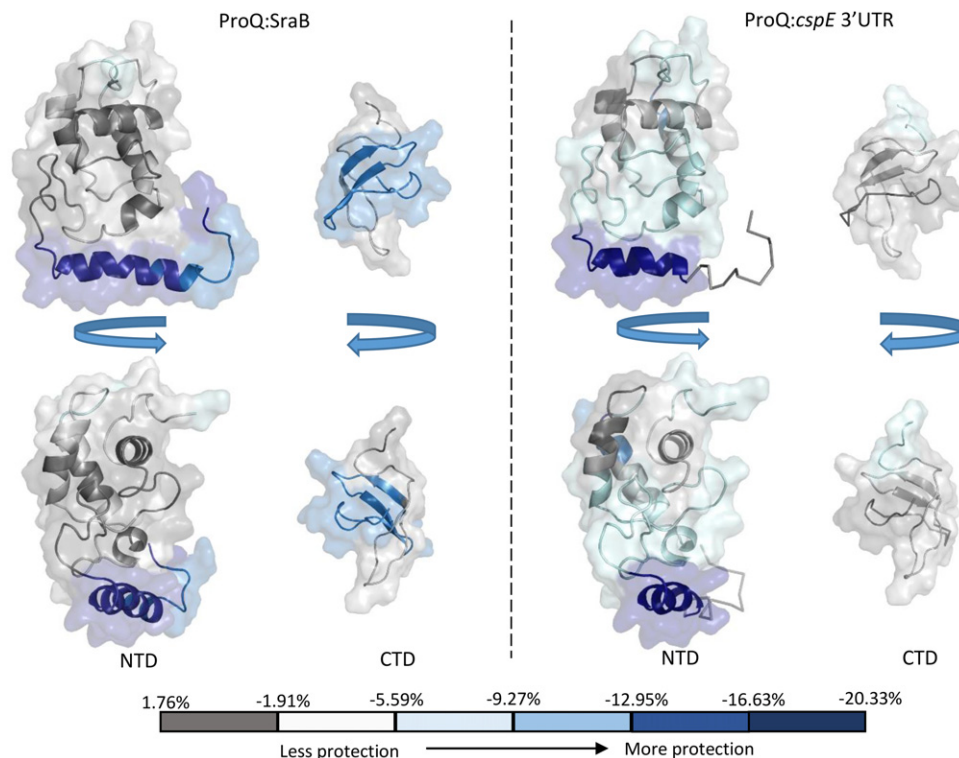 ProQ:SraB
ProQ:cspE 3’UTR
NTD
CTD
NTD
CTD
1.76% -1.91% -5.59% -9.27% -12.95% -16.63% -20.33%
Less protection More protection